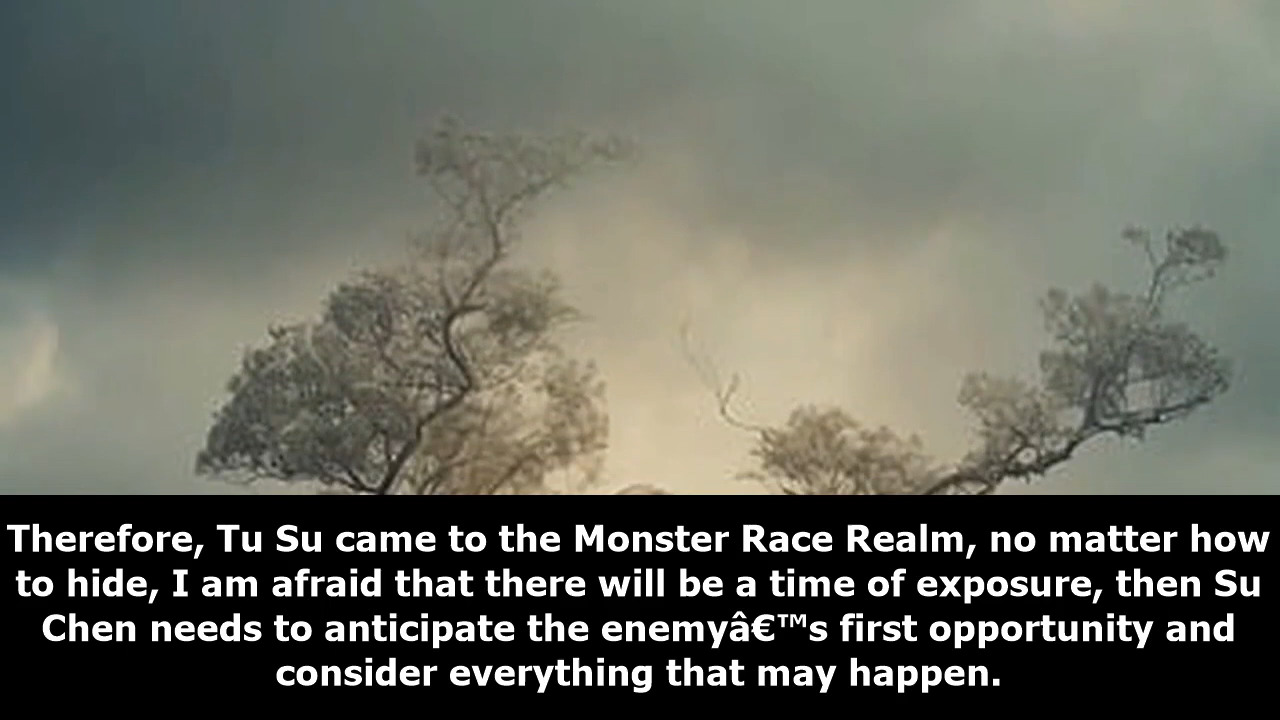 Therefore, Tu Su came to the Monster Race Realm, no matter how
to hide, I am afraid that there will be a time of exposure, then Su
Chen needs to anticipate the enemyâ€™s first opportunity and
consider everything that may happen.